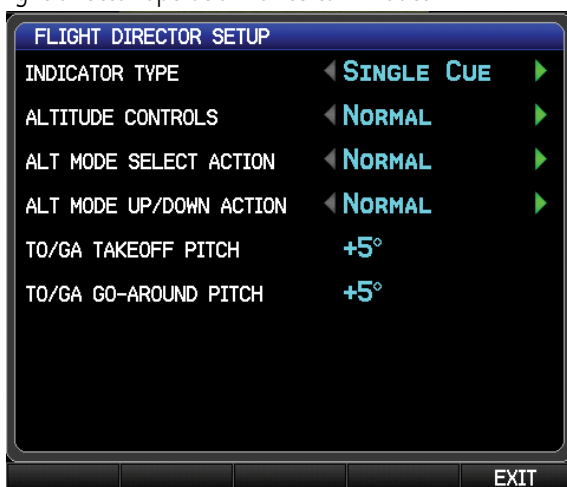 FLIGHT DIRECTOR SETUP
INDICATOR TYPE SINGLE CUE
ALTITUDE CONTROLS NORMAL
ALT MODE SELECT ACTION NORMAL
ALT MODE UP/DOWN ACTION NORMAL
TO/GA TAKEOFF PITCH +5°
TO/GA GO-AROUND PITCH +5°
EXIT